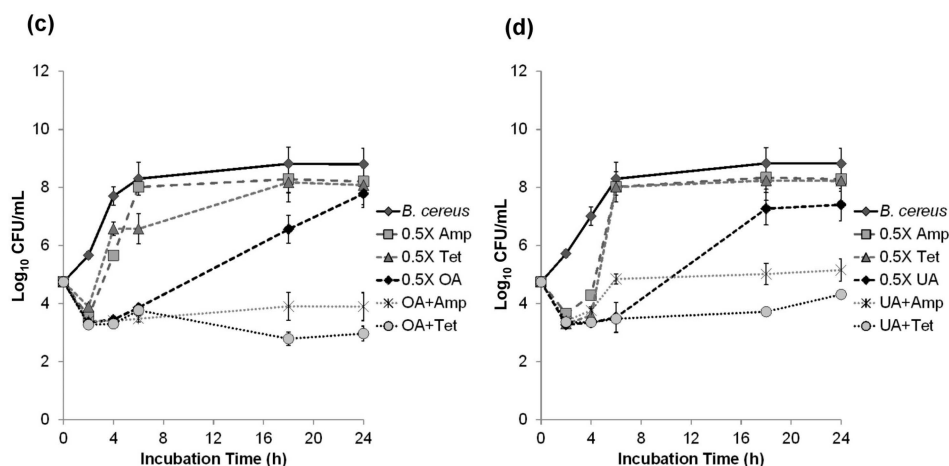 (c)
12
10
8
6
4
2
0
Log10 CFU/mL
0 4 8 12 16 20 24
Incubation Time (h)
B. cereus
0.5X Amp
0.5X Tet
0.5X OA
OA+Amp
OA+Tet
(d)
12
10
8
6
4
2
0
Log10 CFU/mL
0 4 8 12 16 20 24
Incubation Time (h)
B. cereus
0.5X Amp
0.5X Tet
0.5X UA
UA+Amp
UA+Tet